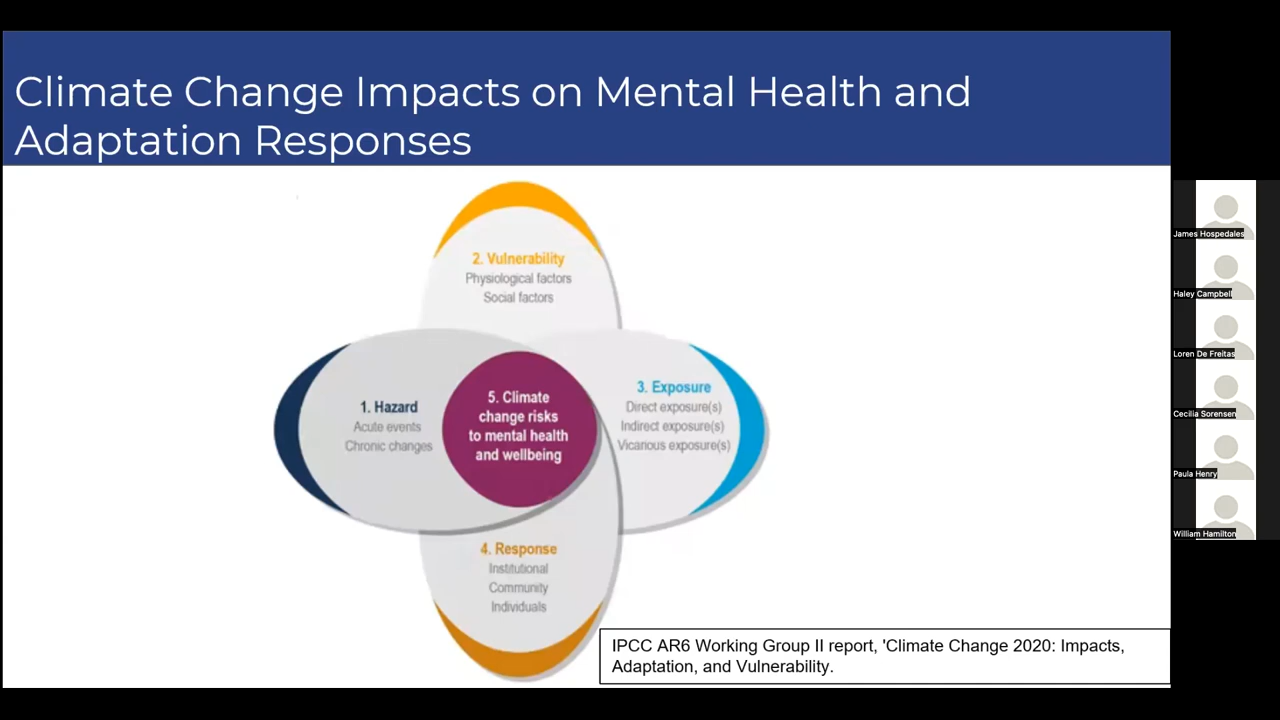 Climate Change Impacts on Mental Health and
Adaptation Responses
2. Vulnerability
Physiological factors
Social factors
1. Hazard
Acute events
Chronic changes
5. Climate
change risks
to mental health
and wellbeing
3. Exposure
Direct exposure(s)
Indirect exposure(s)
Vicarious exposure(s)
4. Response
Institutional
Community
Individuals
IPCC AR6 Working Group II report, 'Climate Change 2020: Impacts,
Adaptation, and Vulnerability.
James Hospedales
Haley Campbell
Loren De Freitas
Cecilia Sorensen
Paula Henry
William Hamilton